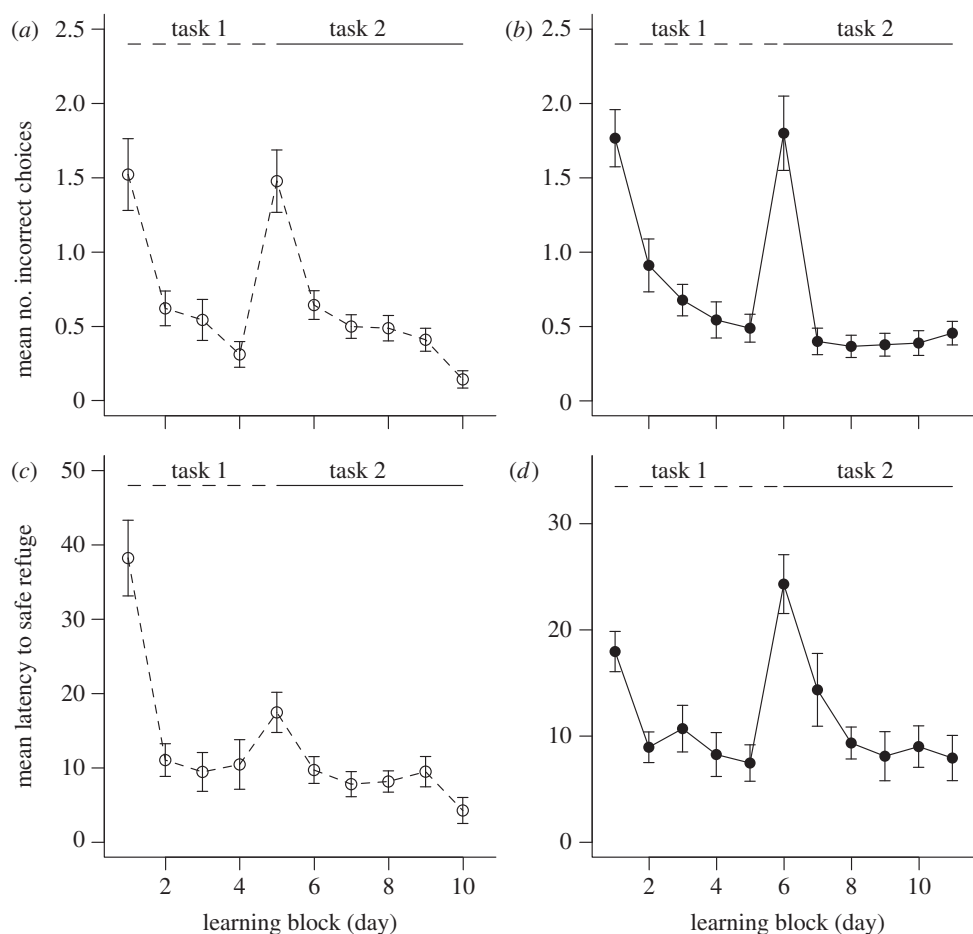 (a)
task 1 task 2
2.5
2.0
1.5
1.0
0.5
0
mean no. incorrect choices
(b)
task 1 task 2
2.5
2.0
1.5
1.0
0.5
0
(c)
task 1 task 2
50
40
30
20
10
0
mean latency to safe refuge
2 4 6 8 10
learning block (day)
(d)
task 1 task 2
30
20
10
0
2 4 6 8 10
learning block (day)